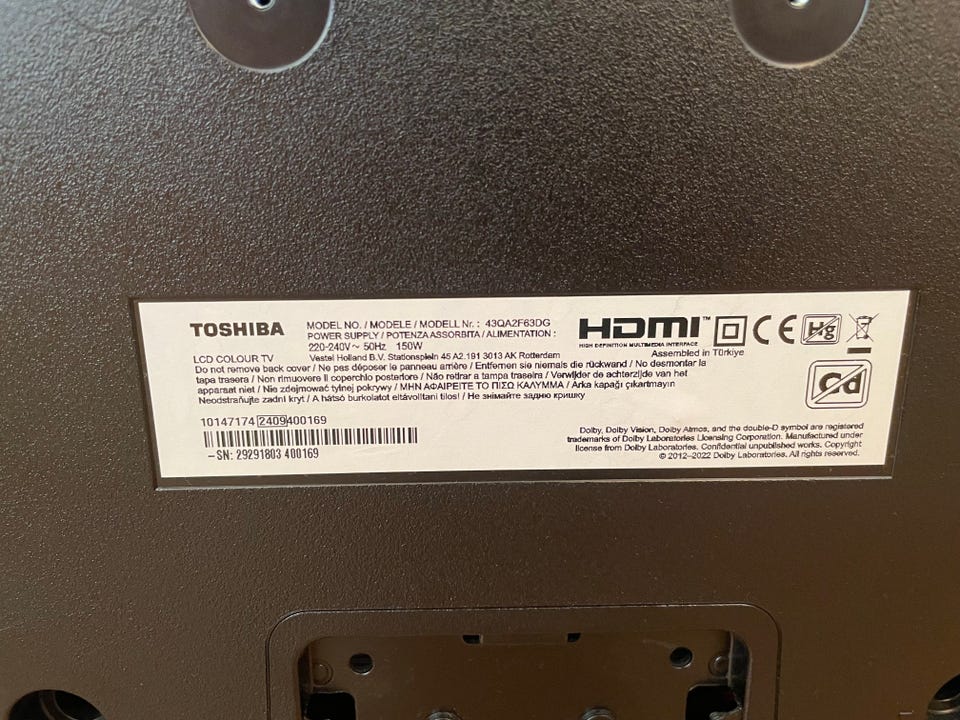 TOSHIBA
MODEL NO. / MODELE / MODELL Nr. : 43QA2F63DG
POWER SUPPLY / POTENZA ASSORBITA / ALIMENTATION :
220-240V~ 50Hz 150W
LCD COLOUR TV
Vestel Holland B.V. Stationsplein 45 A2.191 3013 AK Rotterdam
HDMI™
HIGH DEFINITION MULTIMEDIA INTERFACE
CE
Hg
Assembled in Türkiye
Do not remove back cover / Ne pas déposer le panneau arrière / Entfernen sie niemals die rückwand / No desmontar la
tapa trasera / Non rimuovere il coperchio posteriore / Não retirar a tampa traseira / Verwijder de achterzijde van het
apparaat niet / Nie zdejmować tylnej pokrywy / ΜΗΝ ΑΦΑΙΡΕΙΤΕ ΤΟ ΠΙΣΩ ΚΑΛΥΜΜΑ / Arka kapağı çıkartmayın
Neodstraňujte zadní kryt / A hátsó burkolatot eltávolítani tilos! / Не знімайте задню кришку
Cd
10147174 2409400169
SN: 29291803 400169
Dolby, Dolby Vision, Dolby Atmos, and the double-D symbol are registered
trademarks of Dolby Laboratories Licensing Corporation. Manufactured under
license from Dolby Laboratories. Confidential unpublished works. Copyright
© 2012-2022 Dolby Laboratories. All rights reserved.